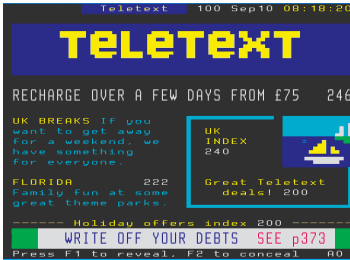 Teletext 100 Sep10 08:18:20
TELETEXT
RECHARGE OVER A FEW DAYS FROM £75 246
UK BREAKS If you
want to get away
for a weekend, we
have something
for everyone.
UK
INDEX
240
FLORIDA 222
Family fun at some
great theme parks.
Great Teletext
deals! 200
Holiday offers index 200
WRITE OFF YOUR DEBTS SEE p373
Press F1 to reveal, F2 to conceal AO